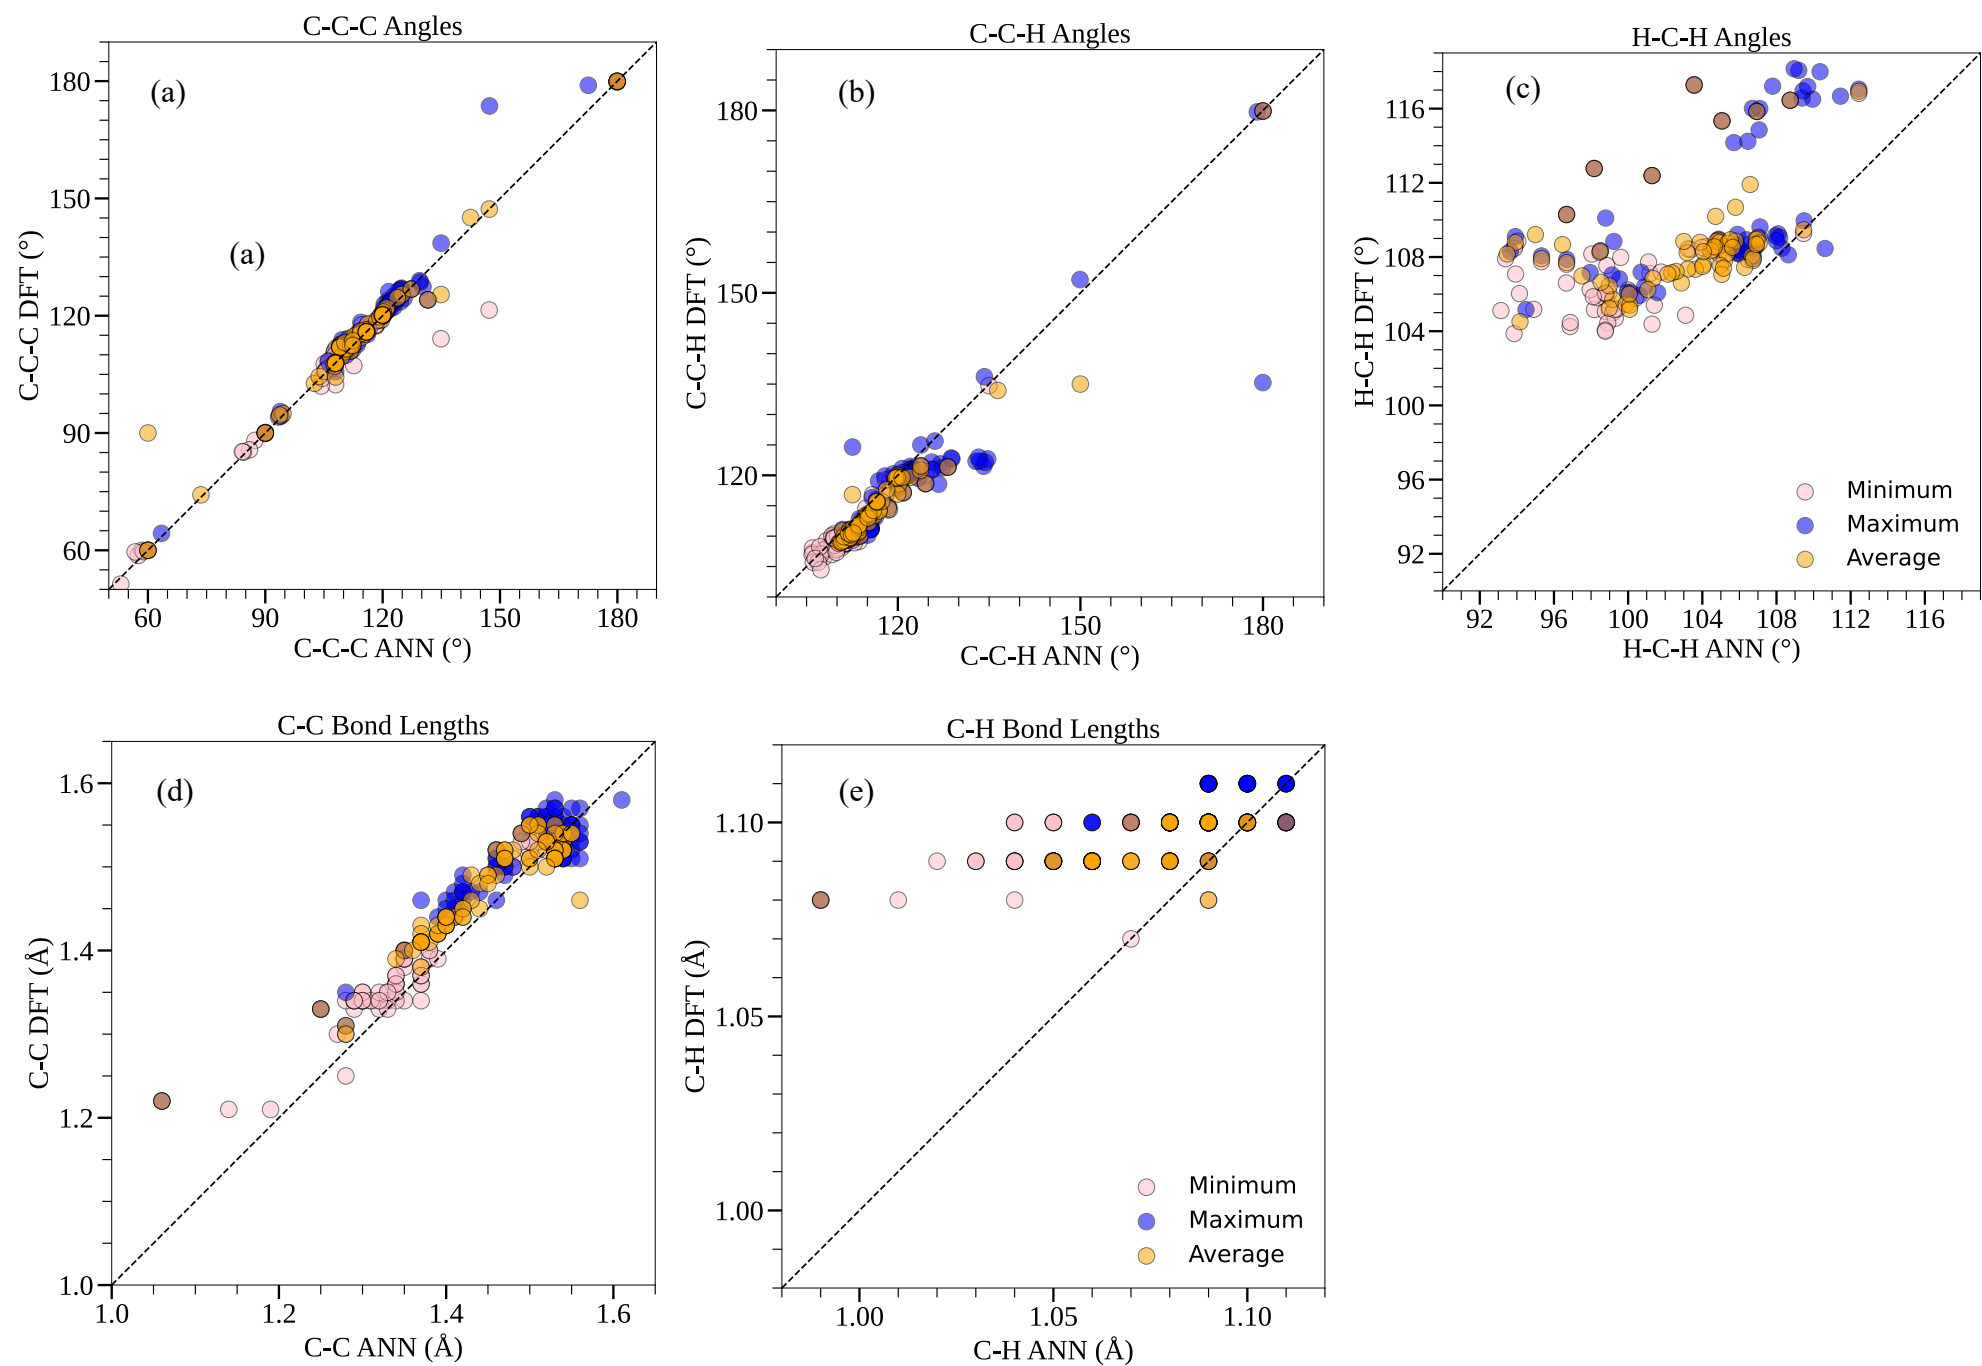 C-C-C Angles
(a)
(a)
C-C-C DFT (°)
180
150
120
90
60
60 90 120 150 180
C-C-C ANN (°)
C-C-H Angles
(b)
C-C-H DFT (°)
180
150
120
120 150 180
C-C-H ANN (°)
H-C-H Angles
(c)
H-C-H DFT (°)
116
112
108
104
100
96
92
Minimum
Maximum
Average
92 96 100 104 108 112 116
H-C-H ANN (°)
C-C Bond Lengths
(d)
C-C DFT (Å)
1.6
1.4
1.2
1.0
1.0 1.2 1.4 1.6
C-C ANN (Å)
C-H Bond Lengths
(e)
C-H DFT (Å)
1.10
1.05
1.00
Minimum
Maximum
Average
1.00 1.05 1.10
C-H ANN (Å)